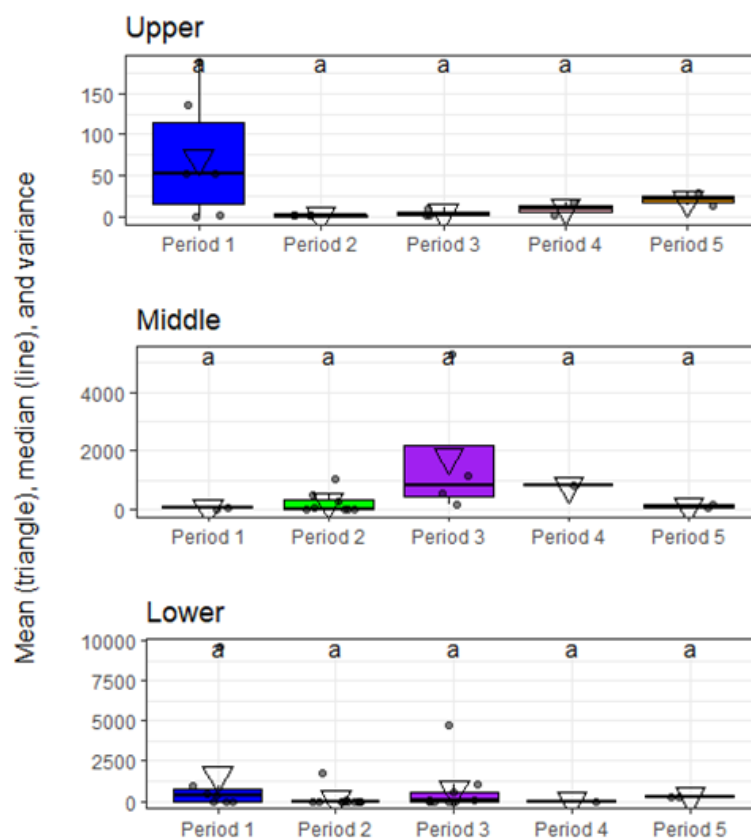 Mean (triangle), median (line), and variance
Upper
a a a a a
150
100
50
0
Period 1 Period 2 Period 3 Period 4 Period 5
Middle
a a a a a
4000
2000
0
Period 1 Period 2 Period 3 Period 4 Period 5
Lower
10000
a a a a a
7500
5000
2500
0
Period 1 Period 2 Period 3 Period 4 Period 5